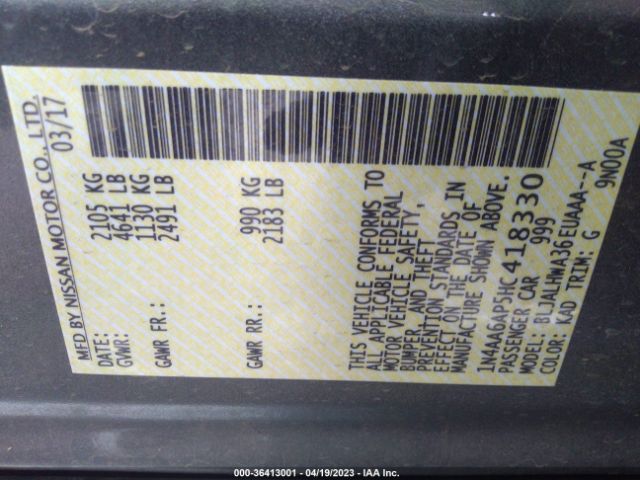 MFD BY NISSAN MOTOR CO., LTD.
DATE: 03/17
GVWR: 2105 KG
4641 LB
GAWR FR.: 1130 KG
2491 LB
GAWR RR.: 990 KG
2183 LB
THIS VEHICLE CONFORMS TO
ALL APPLICABLE FEDERAL
MOTOR VEHICLE SAFETY,
BUMPER, AND THEFT
PREVENTION STANDARDS IN
EFFECT ON THE DATE OF
MANUFACTURE SHOWN ABOVE.
1N4AA6AP5HC418330
PASSENGER CAR 999
MODEL: BLJALHWA36EUAAA--A
COLOR: KAD TRIM: G 9N00A
000-36413001 - 04/19/2023 - IAA Inc.